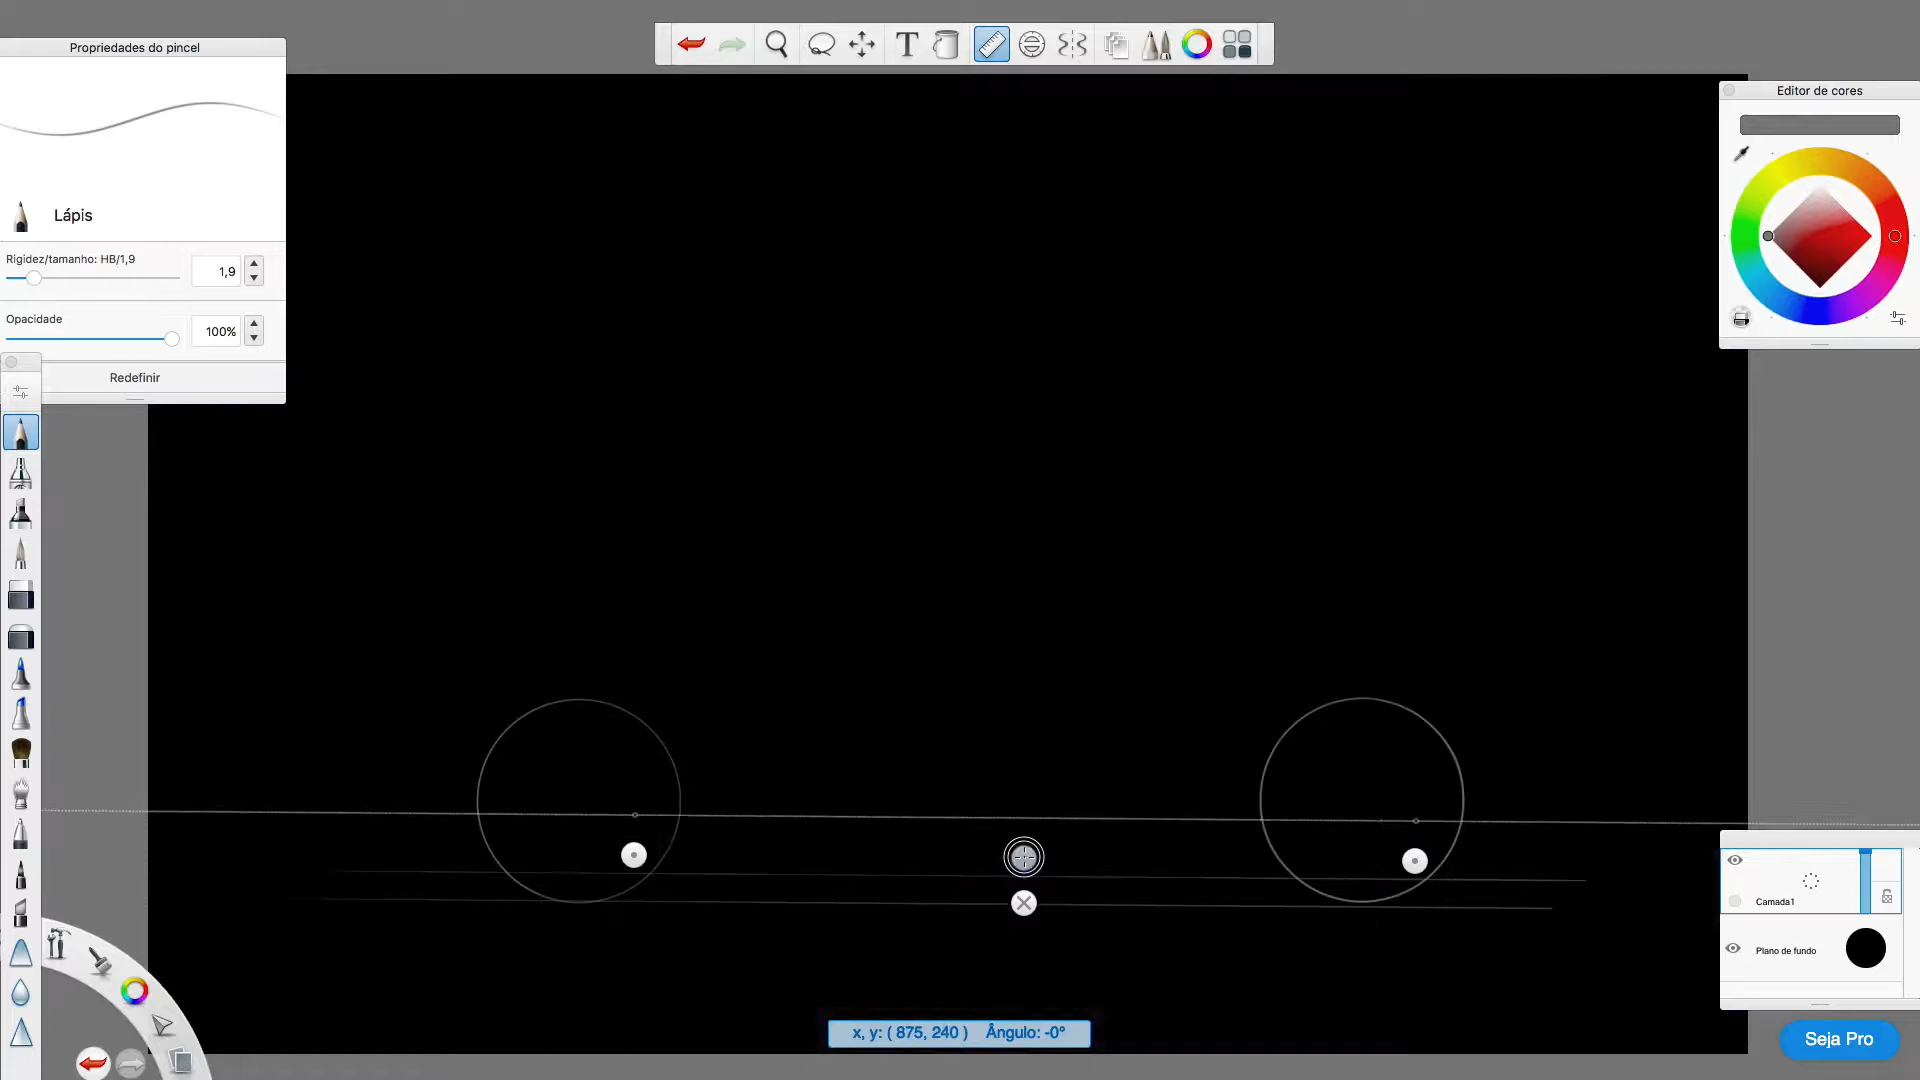 Propriedades do pincel
Lápis
Rigidez/tamanho: HB/1,9
1,9
Opacidade
100%
Redefinir
T
Editor de cores
Camada1
Plano de fundo
x, y: ( 875, 240 ) Ângulo: -0°
Seja Pro